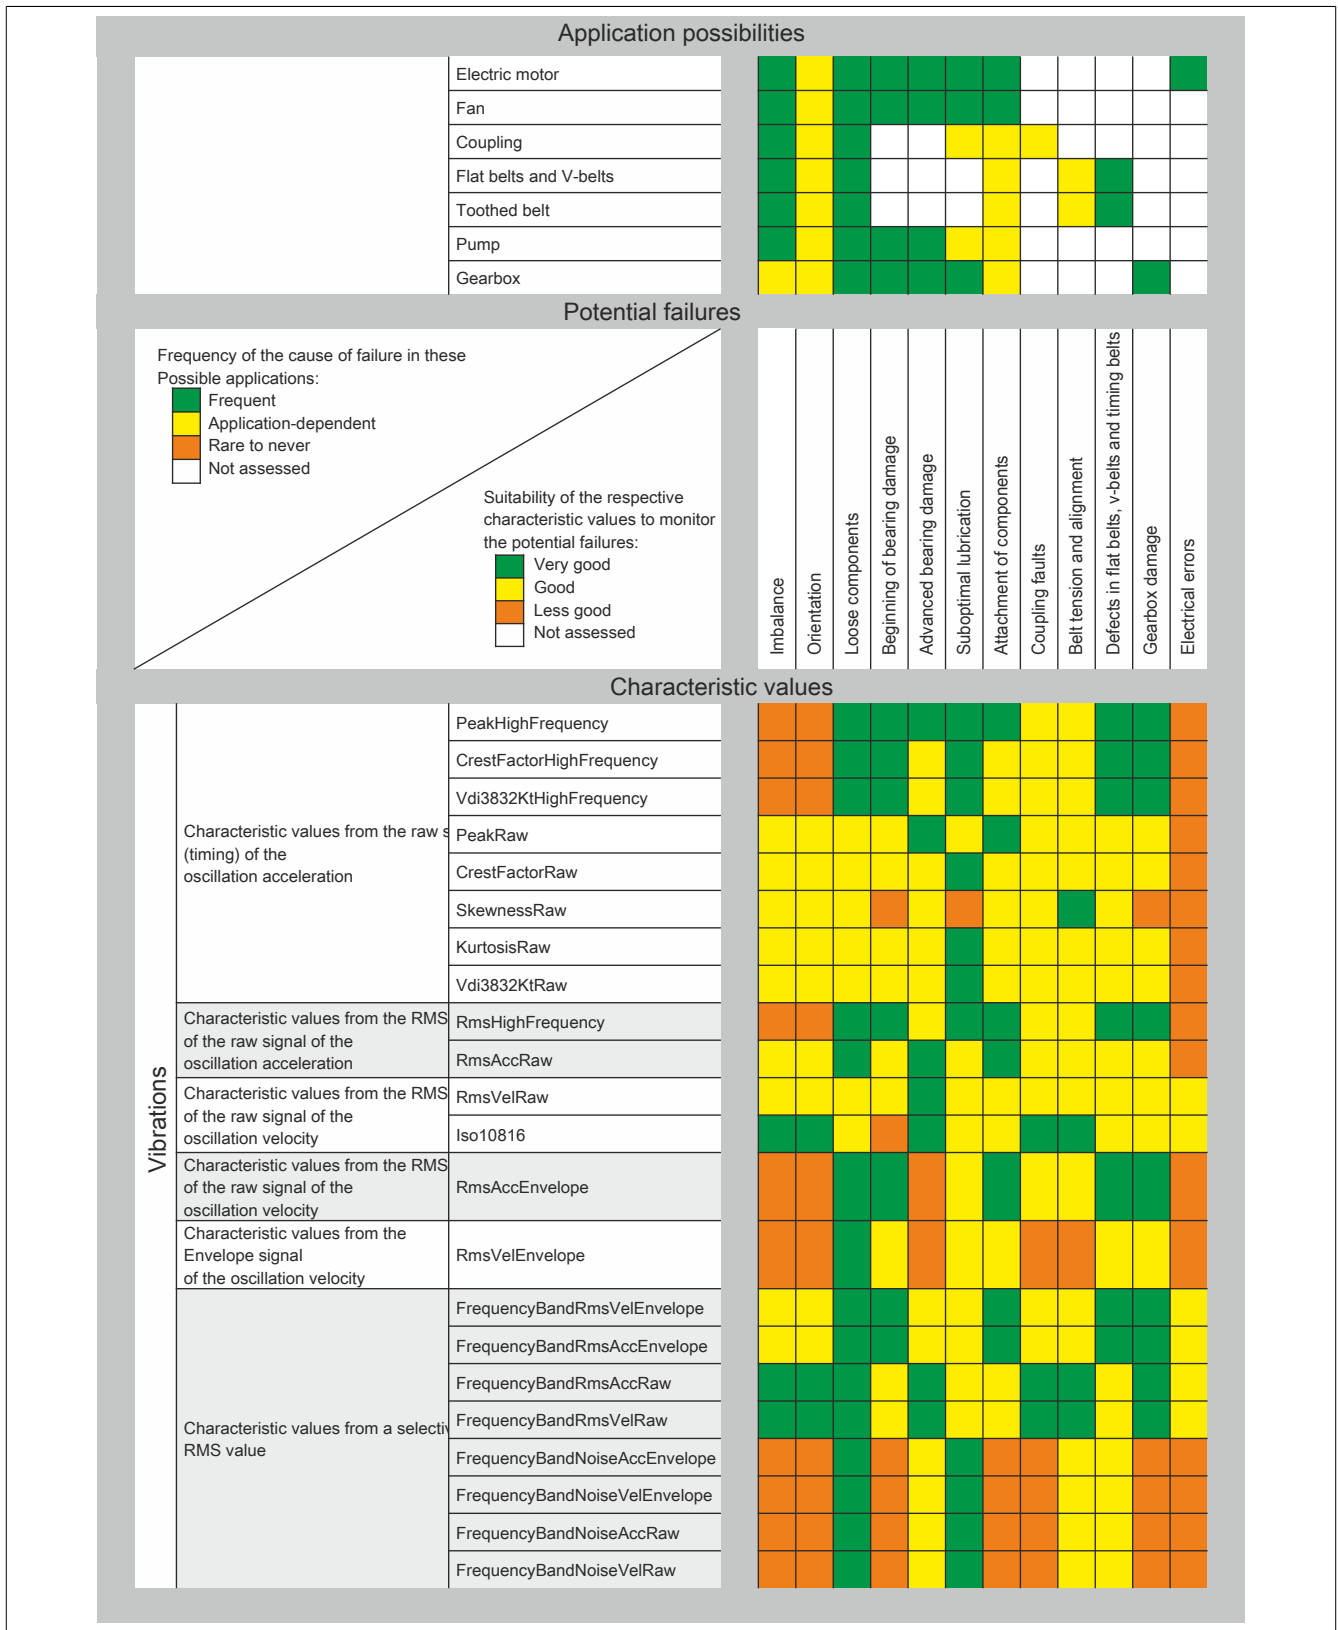 Application possibilities
Electric motor
Fan
Coupling
Flat belts and V-belts
Toothed belt
Pump
Gearbox
Potential failures
Frequency of the cause of failure in these
Possible applications:
Frequent
Application-dependent
Rare to never
Not assessed
Suitability of the respective
characteristic values to monitor
the potential failures:
Very good
Good
Less good
Not assessed
Imbalance
Orientation
Loose components
Beginning of bearing damage
Advanced bearing damage
Suboptimal lubrication
Attachment of components
Coupling faults
Belt tension and alignment
Defects in flat belts, v-belts and timing belts
Gearbox damage
Electrical errors
Characteristic values
Vibrations
Characteristic values from the raw s
(timing) of the
oscillation acceleration
PeakHighFrequency
CrestFactorHighFrequency
Vdi3832KtHighFrequency
PeakRaw
CrestFactorRaw
SkewnessRaw
KurtosisRaw
Vdi3832KtRaw
Characteristic values from the RMS
of the raw signal of the
oscillation acceleration
RmsHighFrequency
RmsAccRaw
Characteristic values from the RMS
of the raw signal of the
oscillation velocity
RmsVelRaw
Iso10816
Characteristic values from the RMS
of the raw signal of the
oscillation velocity
RmsAccEnvelope
Characteristic values from the
Envelope signal
of the oscillation velocity
RmsVelEnvelope
Characteristic values from a selectiv
RMS value
FrequencyBandRmsVelEnvelope
FrequencyBandRmsAccEnvelope
FrequencyBandRmsAccRaw
FrequencyBandRmsVelRaw
FrequencyBandNoiseAccEnvelope
FrequencyBandNoiseVelEnvelope
FrequencyBandNoiseAccRaw
FrequencyBandNoiseVelRaw